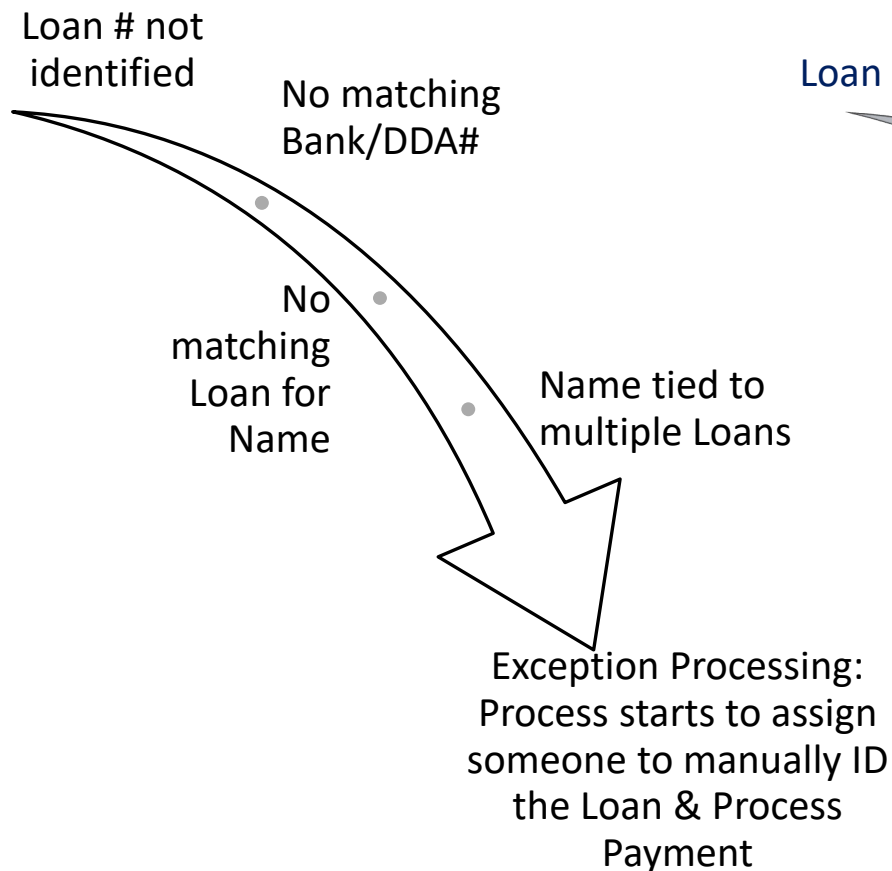 Loan # not
identified
Loan
No matching
Bank/DDA#
No
matching
Loan for
Name
Name tied to
multiple Loans
Exception Processing:
Process starts to assign
someone to manually ID
the Loan & Process
Payment